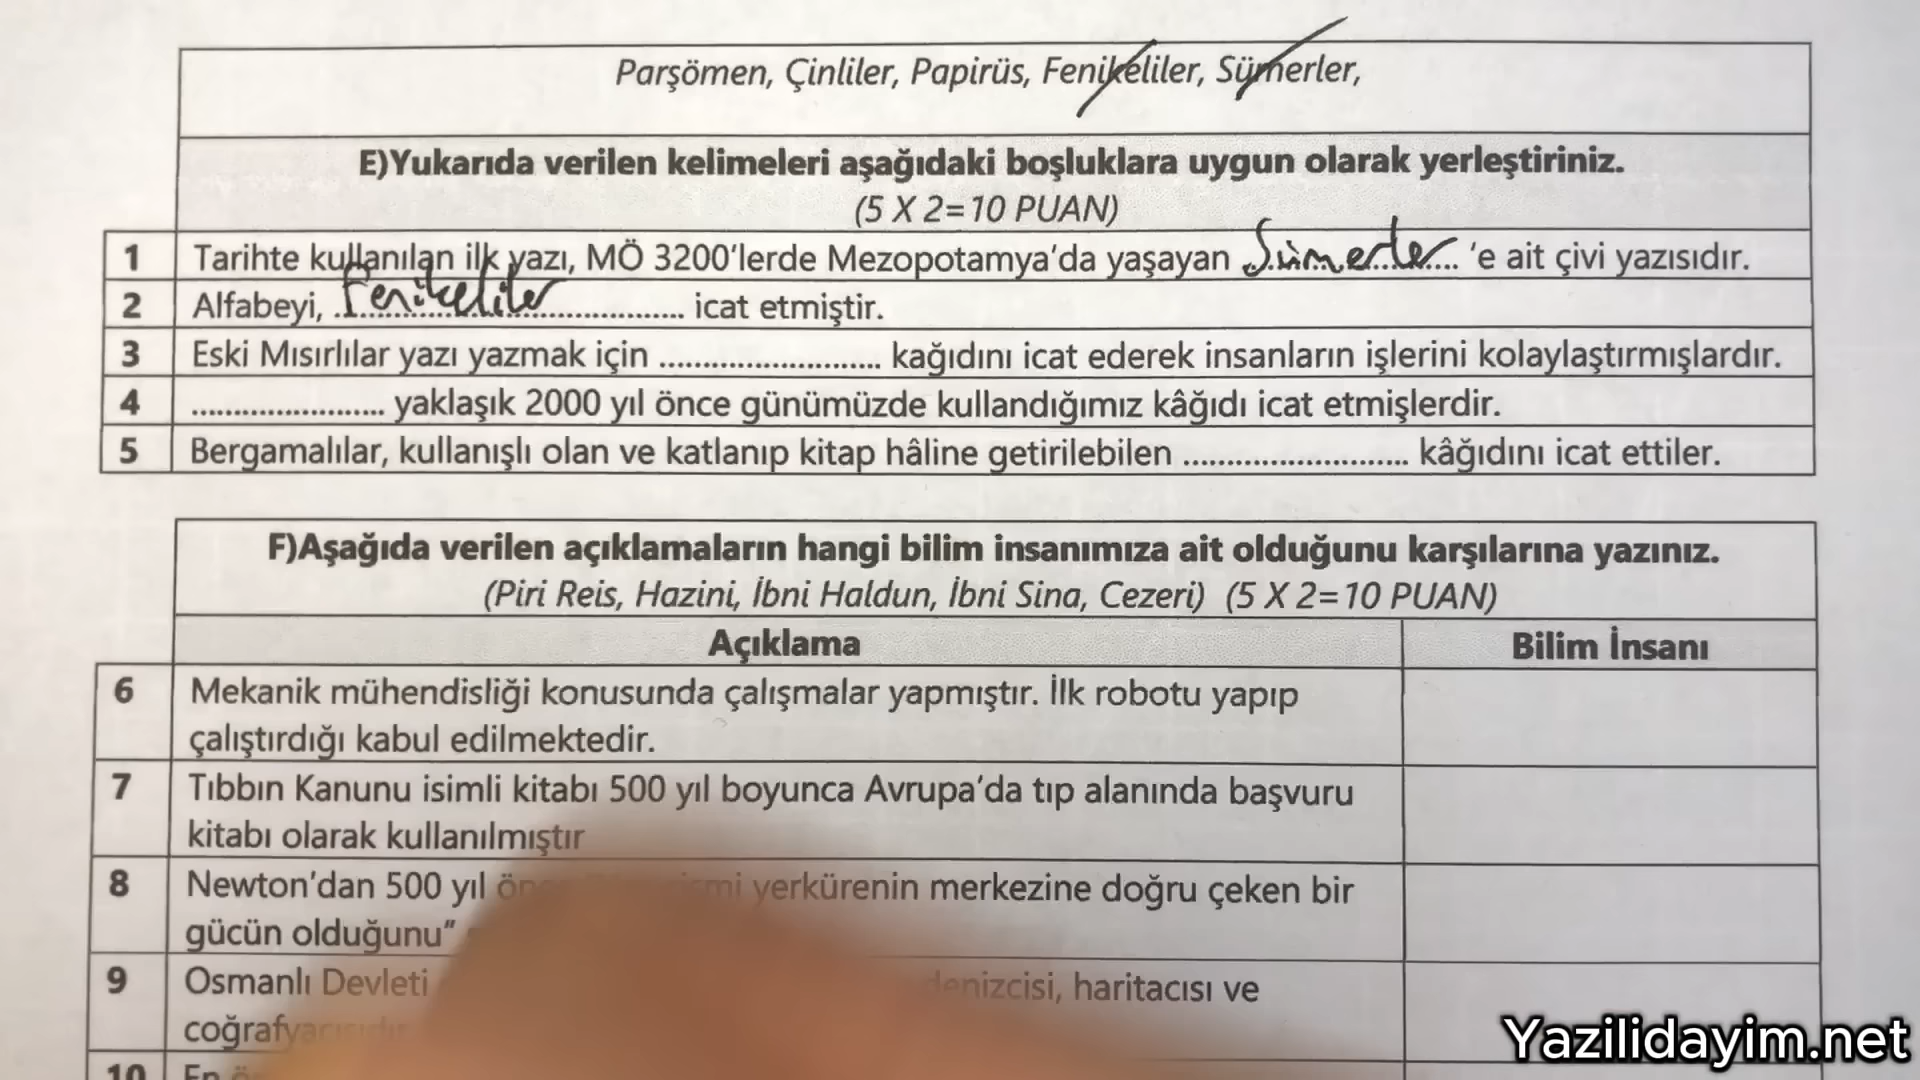 Parşömen, Çinliler, Papirüs, Fenikeliler, Sümerler,
E)Yukarıda verilen kelimeleri aşağıdaki boşluklara uygun olarak yerleştiriniz.
(5 X 2=10 PUAN)
1 Tarihte kullanılan ilk yazı, MÖ 3200'lerde Mezopotamya'da yaşayan Sümerler 'e ait çivi yazısıdır.
2 Alfabeyi, Fenikeliler ........................ icat etmiştir.
3 Eski Mısırlılar yazı yazmak için .......................... kağıdını icat ederek insanların işlerini kolaylaştırmışlardır.
4 ....................... yaklaşık 2000 yıl önce günümüzde kullandığımız kâğıdı icat etmişlerdir.
5 Bergamalılar, kullanışlı olan ve katlanıp kitap hâline getirilebilen .......................... kâğıdını icat ettiler.
F)Aşağıda verilen açıklamaların hangi bilim insanımıza ait olduğunu karşılarına yazınız.
(Piri Reis, Hazini, İbni Haldun, İbni Sina, Cezeri) (5 X 2=10 PUAN)
Açıklama Bilim İnsanı
6 Mekanik mühendisliği konusunda çalışmalar yapmıştır. İlk robotu yapıp
çalıştırdığı kabul edilmektedir.
7 Tıbbın Kanunu isimli kitabı 500 yıl boyunca Avrupa'da tıp alanında başvuru
kitabı olarak kullanılmıştır
8 Newton'dan 500 yıl yerkürenin merkezine doğru çeken bir
gücün olduğunu"
9 Osmanlı Devleti denizcisi, haritacısı ve
coğrafyacısıdır
10 En
Yazilidayim.net